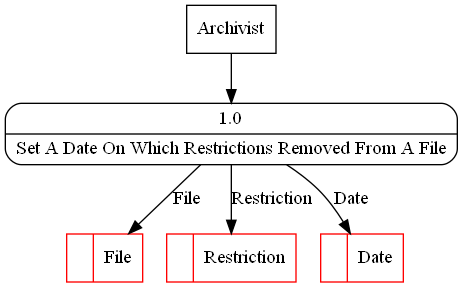 Archivist
1.0
Set A Date On Which Restrictions Removed From A File
File
Restriction
Date
File
Restriction
Date